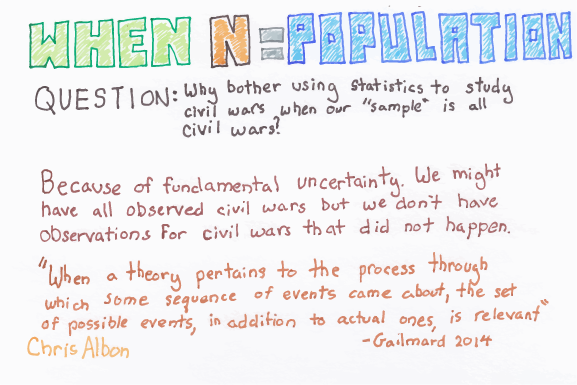 WHEN N=POPULATION
QUESTION: Why bother using statistics to study
civil wars when our "sample" is all
civil wars?
Because of fundamental uncertainty. We might
have all observed civil wars but we don't have
observations for civil wars that did not happen.
"When a theory pertains to the process through
which some sequence of events came about, the set
of possible events, in addition to actual ones, is relevant"
Chris Albon
-Gailmard 2014